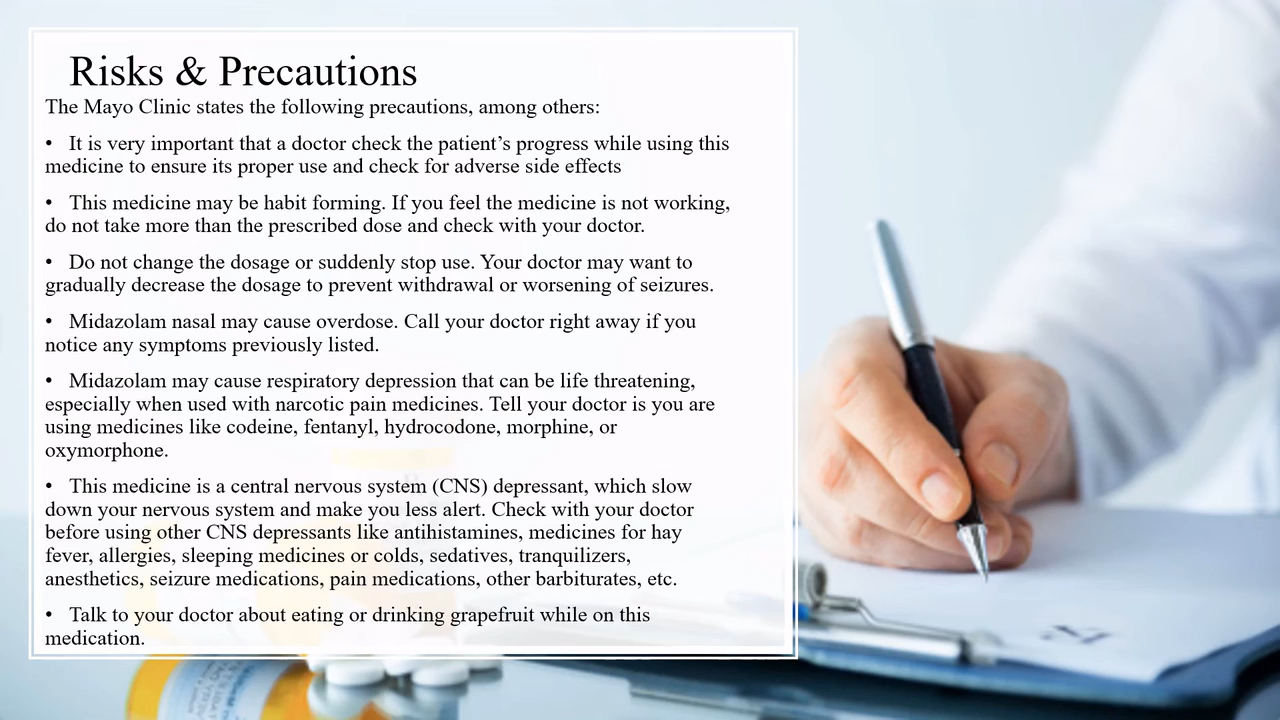 Risks & Precautions
The Mayo Clinic states the following precautions, among others:
• It is very important that a doctor check the patient’s progress while using this
medicine to ensure its proper use and check for adverse side effects
• This medicine may be habit forming. If you feel the medicine is not working,
do not take more than the prescribed dose and check with your doctor.
• Do not change the dosage or suddenly stop use. Your doctor may want to
gradually decrease the dosage to prevent withdrawal or worsening of seizures.
• Midazolam nasal may cause overdose. Call your doctor right away if you
notice any symptoms previously listed.
• Midazolam may cause respiratory depression that can be life threatening,
especially when used with narcotic pain medicines. Tell your doctor is you are
using medicines like codeine, fentanyl, hydrocodone, morphine, or
oxymorphone.
• This medicine is a central nervous system (CNS) depressant, which slow
down your nervous system and make you less alert. Check with your doctor
before using other CNS depressants like antihistamines, medicines for hay
fever, allergies, sleeping medicines or colds, sedatives, tranquilizers,
anesthetics, seizure medications, pain medications, other barbiturates, etc.
• Talk to your doctor about eating or drinking grapefruit while on this
medication.